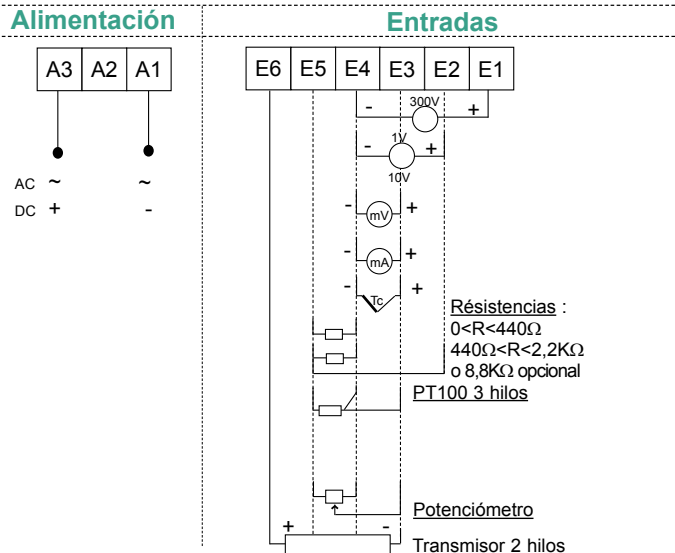 Alimentación
Entradas
A3 A2 A1
E6 E5 E4 E3 E2 E1
- 300V +
- 1V +
10V
AC ~ ~
DC + -
- mV +
- mA +
- Tc +
Résistencias :
0<R<440Ω
440Ω<R<2,2KΩ
o 8,8KΩ opcional
PT100 3 hilos
Potenciómetro
+ -
Transmisor 2 hilos